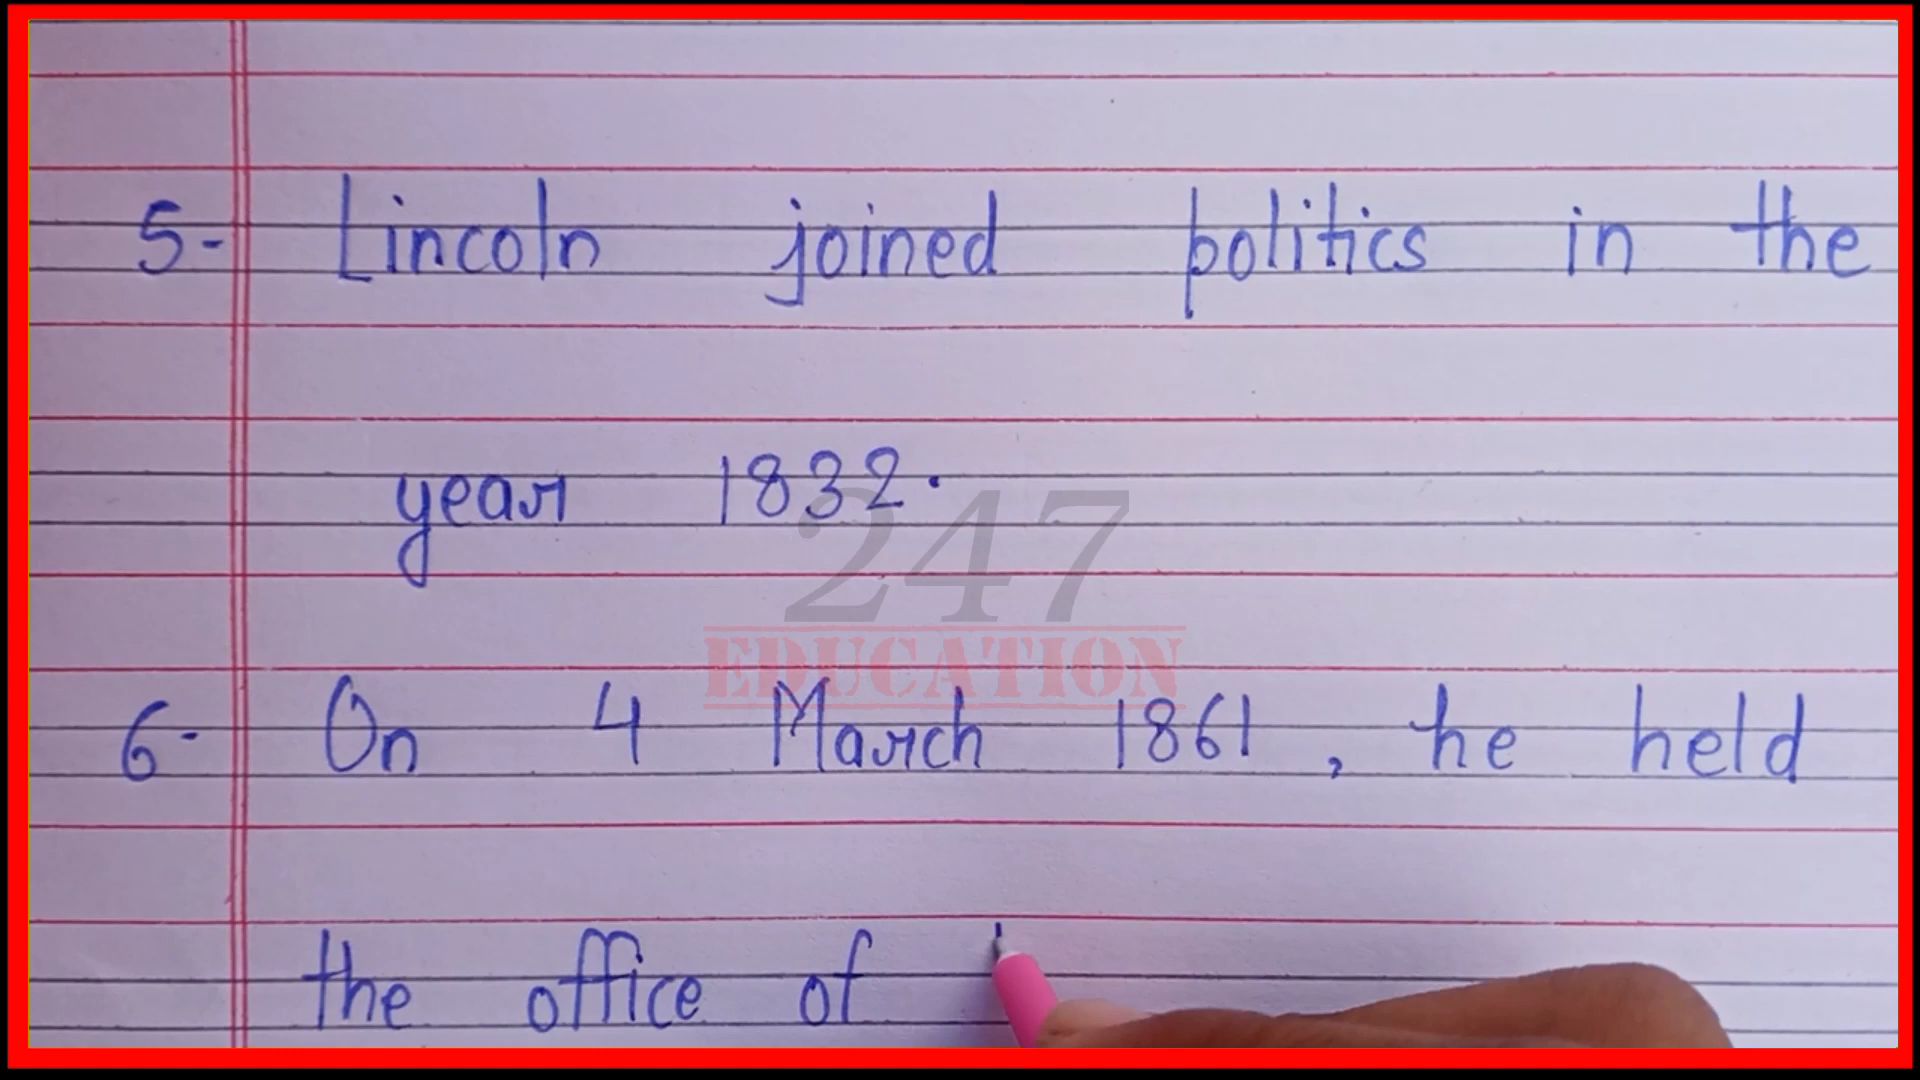 5- Lincoln joined politics in the
year 1832.
247
EDUCATION
6- On 4 March 1861, he held
the office of